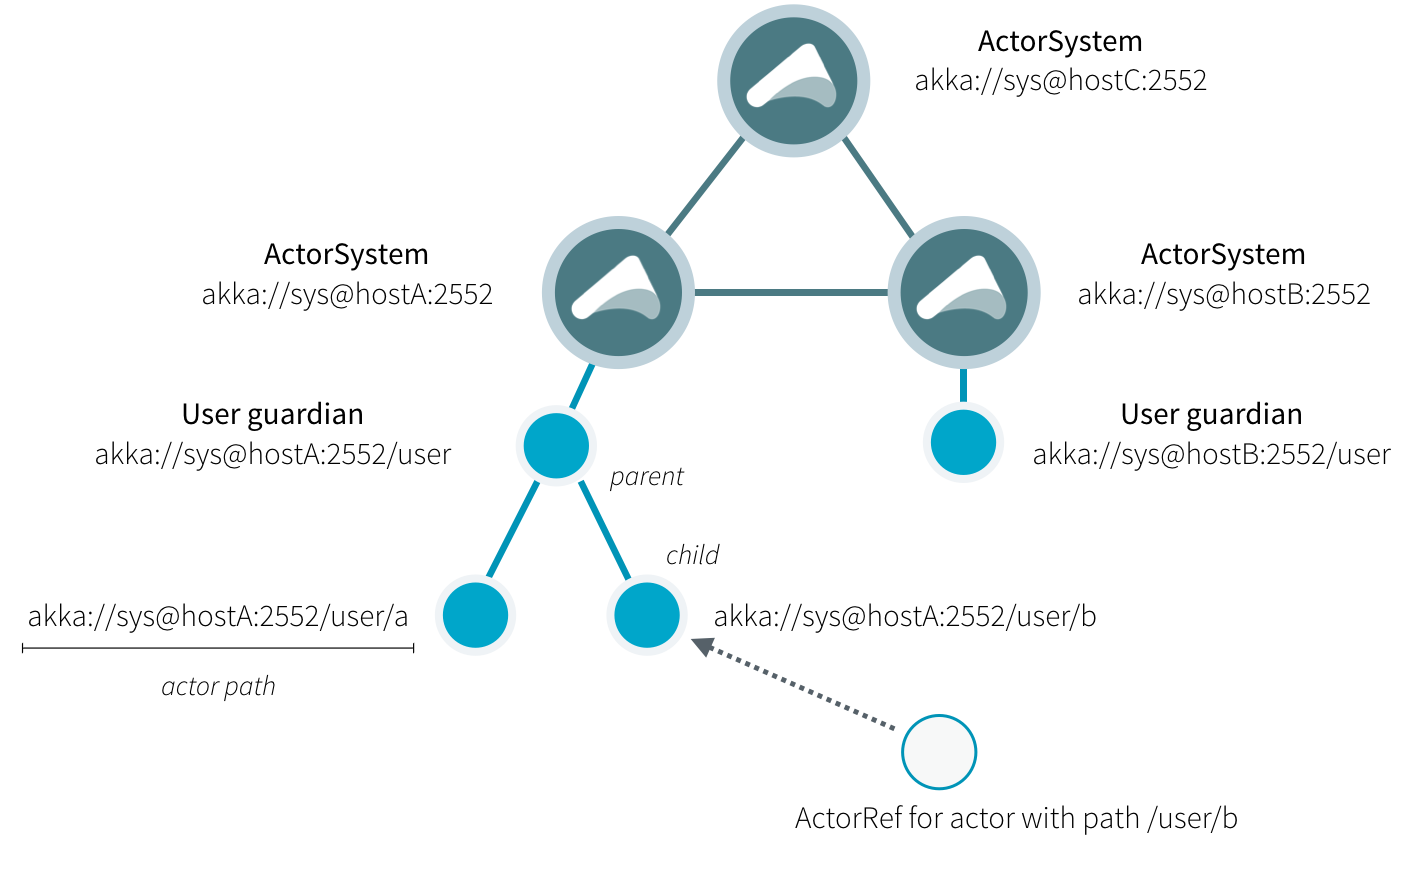 ActorSystem
akka://sys@hostC:2552
ActorSystem
akka://sys@hostA:2552
ActorSystem
akka://sys@hostB:2552
User guardian
akka://sys@hostA:2552/user
User guardian
akka://sys@hostB:2552/user
parent
child
akka://sys@hostA:2552/user/a
akka://sys@hostA:2552/user/b
actor path
ActorRef for actor with path /user/b